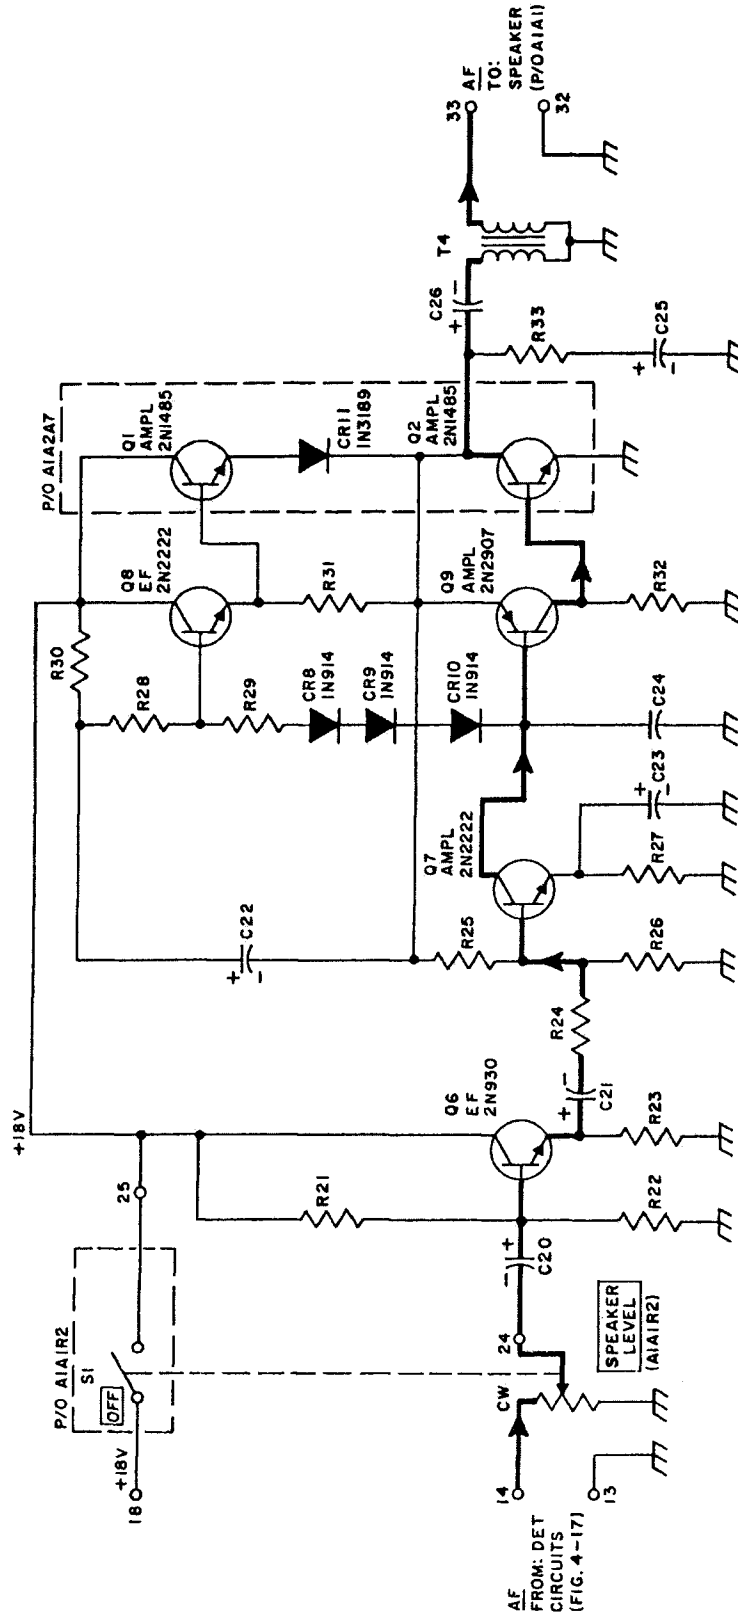 +18V
P/O A1A1R2
S1
OFF
18
+18V
25
R21
Q6
EF
2N930
AF
FROM: DET
CIRCUITS
(FIG. 4-17)
14
13
CW
24
SPEAKER
LEVEL
(A1A1R2)
-
+
C20
R22
R23
+
-
C21
R24
R26
R25
+
-
C22
Q7
AMPL
2N2222
R27
+
-
C23
C24
R30
R28
R29
CR8
1N914
CR9
1N914
CR10
1N914
Q8
EF
2N2222
R31
Q9
AMPL
2N2907
R32
P/O A1A2A7
Q1
AMPL
2N1485
CR11
1N3189
Q2
AMPL
2N1485
R33
+
-
C25
+
-
C26
T4
33
AF
TO:
SPEAKER
(P/O A1A1)
32